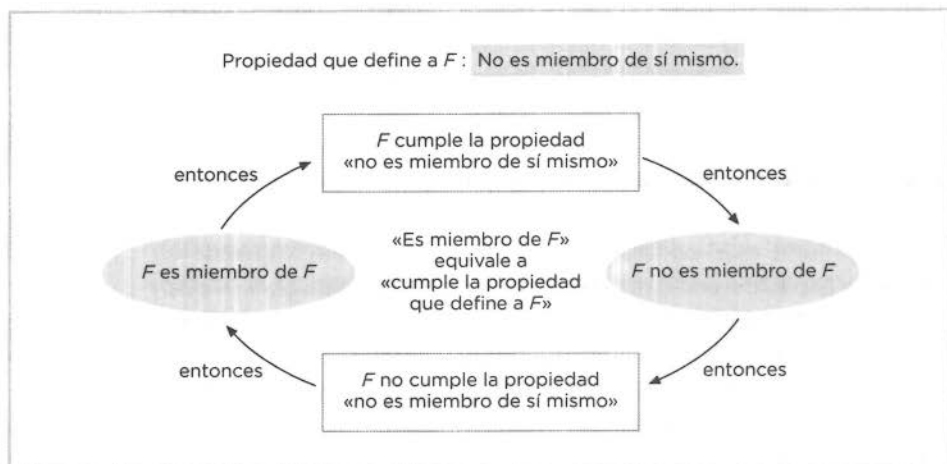 Propiedad que define a F : No es miembro de sí mismo.
F cumple la propiedad
«no es miembro de sí mismo»
entonces
entonces
F es miembro de F
«Es miembro de F»
equivale a
«cumple la propiedad
que define a F»
F no es miembro de F
entonces
entonces
F no cumple la propiedad
«no es miembro de sí mismo»